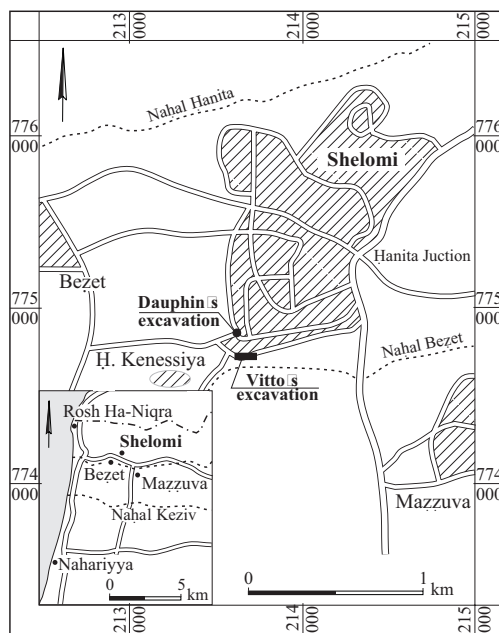 213
000
214
000
215
000
776
000
776
000
Nahal Hanita
Shelomi
Hanita Juction
Bezet
775
000
775
000
Dauphin□s
excavation
Ḥ. Kenessiya
Nahal Bezet
Vitto□s
excavation
Rosh Ha-Niqra
Shelomi
Bezet
Maẓẓuva
Nahal Keziv
Nahariyya
0 5
km
774
000
774
000
Maẓẓuva
0 1
km
213
000
214
000
215
000